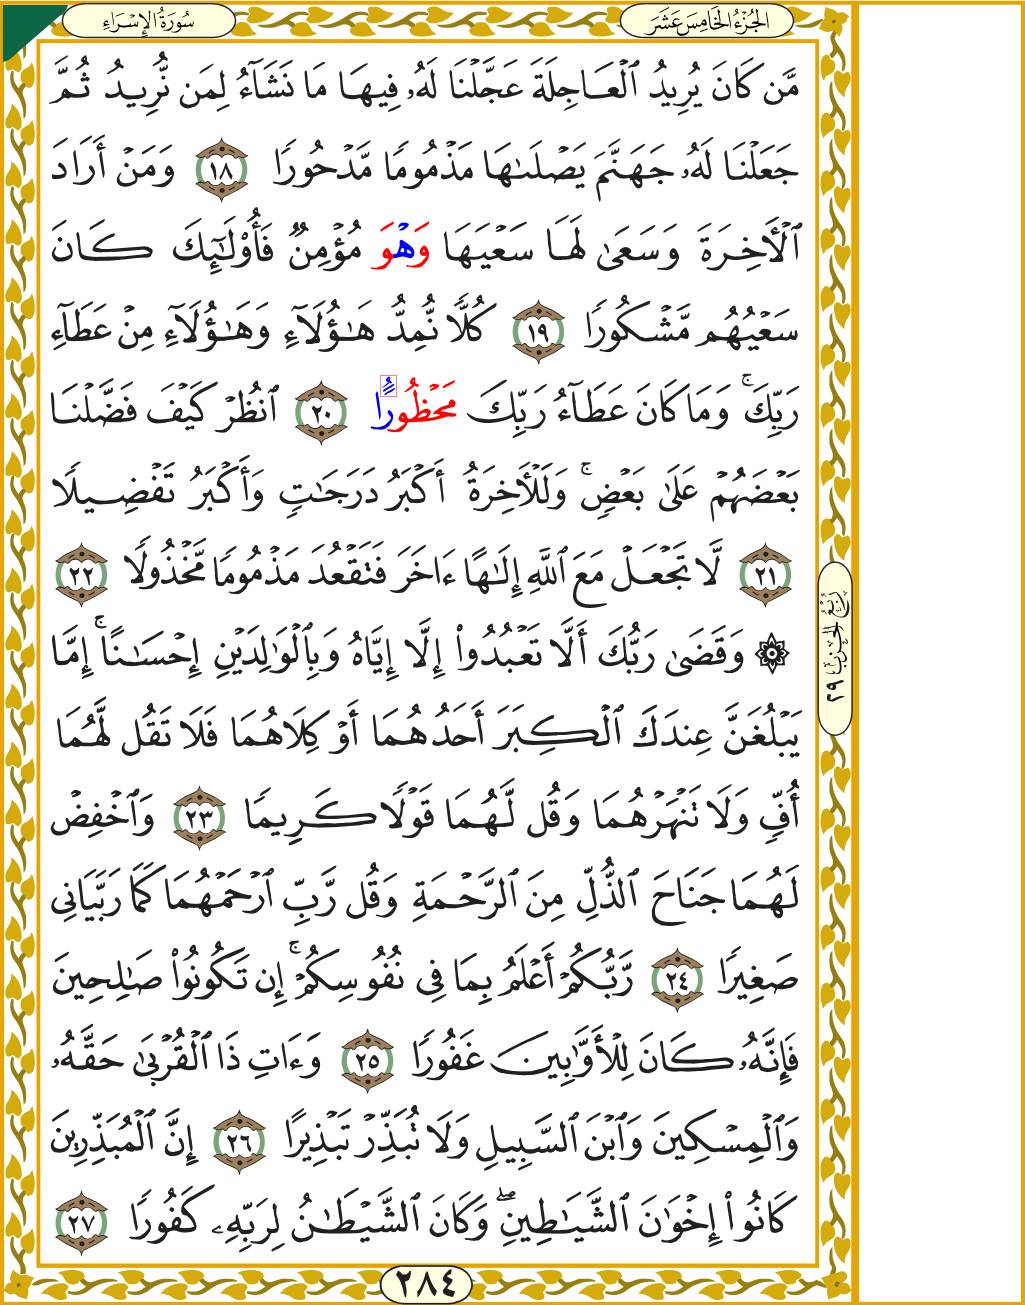 الجُزْءُ الخَامِسَ عَشَرَ
سُورَةُ الإِسْرَاءِ
مَّن كَانَ يُرِيدُ ٱلْعَاجِلَةَ عَجَّلْنَا لَهُۥ فِيهَا مَا نَشَآءُ لِمَن نُّرِيدُ ثُمَّ
جَعَلْنَا لَهُۥ جَهَنَّمَ يَصْلَىٰهَا مَذْمُومًا مَّدْحُورًا ١٨ وَمَنْ أَرَادَ
ٱلْأَخِرَةَ وَسَعَىٰ لَهَا سَعْيَهَا وَهْوَ مُؤْمِنٌ فَأُوْلَٰٓئِكَ كَانَ
سَعْيُهُم مَّشْكُورًا ١٩ كُلًّا نُّمِدُّ هَٰٓؤُلَآءِ وَهَٰٓؤُلَآءِ مِنْ عَطَآءِ
رَبِّكَۚ وَمَا كَانَ عَطَآءُ رَبِّكَ مَحْظُورًا ٢٠ ٱنظُرْ كَيْفَ فَضَّلْنَا
بَعْضَهُمْ عَلَىٰ بَعْضٍۚ وَلَلْأَخِرَةُ أَكْبَرُ دَرَجَٰتٍ وَأَكْبَرُ تَفْضِيلًا
٢١ لَّا تَجْعَلْ مَعَ ٱللَّهِ إِلَٰهًا ءَاخَرَ فَتَقْعُدَ مَذْمُومًا مَّخْذُولًا ٢٢
۞ وَقَضَىٰ رَبُّكَ أَلَّا تَعْبُدُوٓاْ إِلَّآ إِيَّاهُ وَبِٱلْوَٰلِدَيْنِ إِحْسَٰنًاۚ إِمَّا
يَبْلُغَنَّ عِندَكَ ٱلْكِبَرَ أَحَدُهُمَا أَوْ كِلَاهُمَا فَلَا تَقُل لَّهُمَا
أُفٍّ وَلَا تَنْهَرْهُمَا وَقُل لَّهُمَا قَوْلًا كَرِيمًا ٢٣ وَٱخْفِضْ
لَهُمَا جَنَاحَ ٱلذُّلِّ مِنَ ٱلرَّحْمَةِ وَقُل رَّبِّ ٱرْحَمْهُمَا كَمَا رَبَّيَانِى
صَغِيرًا ٢٤ رَّبُّكُمْ أَعْلَمُ بِمَا فِى نُفُوسِكُمْۚ إِن تَكُونُواْ صَٰلِحِينَ
فَإِنَّهُۥ كَانَ لِلْأَوَّٰبِينَ غَفُورًا ٢٥ وَءَاتِ ذَا ٱلْقُرْبَىٰ حَقَّهُۥ
وَٱلْمِسْكِينَ وَٱبْنَ ٱلسَّبِيلِ وَلَا تُبَذِّرْ تَبْذِيرًا ٢٦ إِنَّ ٱلْمُبَذِّرِينَ
كَانُوٓاْ إِخْوَٰنَ ٱلشَّيَٰطِينِۖ وَكَانَ ٱلشَّيْطَٰنُ لِرَبِّهِۦ كَفُورًا ٢٧
رُبْعُ الحِزْبِ ٢٩
٢٨٤